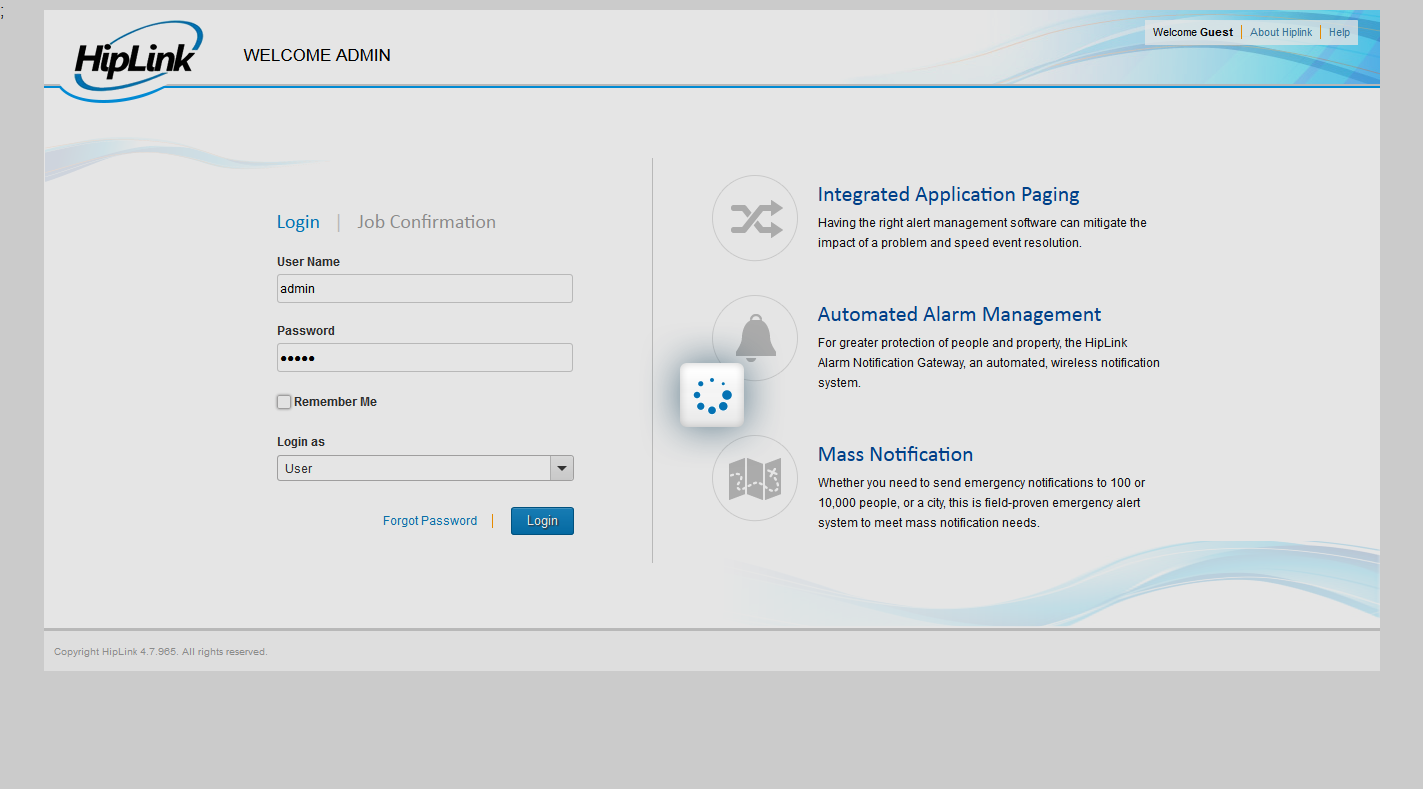 ;
HipLink
WELCOME ADMIN
Welcome Guest | About Hiplink | Help
Login | Job Confirmation
User Name
admin
Password
•••••
Remember Me
Login as
User
Forgot Password | Login
Integrated Application Paging
Having the right alert management software can mitigate the
impact of a problem and speed event resolution.
Automated Alarm Management
For greater protection of people and property, the HipLink
Alarm Notification Gateway, an automated, wireless notification
system.
Mass Notification
Whether you need to send emergency notifications to 100 or
10,000 people, or a city, this is field-proven emergency alert
system to meet mass notification needs.
Copyright HipLink 4.7.965. All rights reserved.